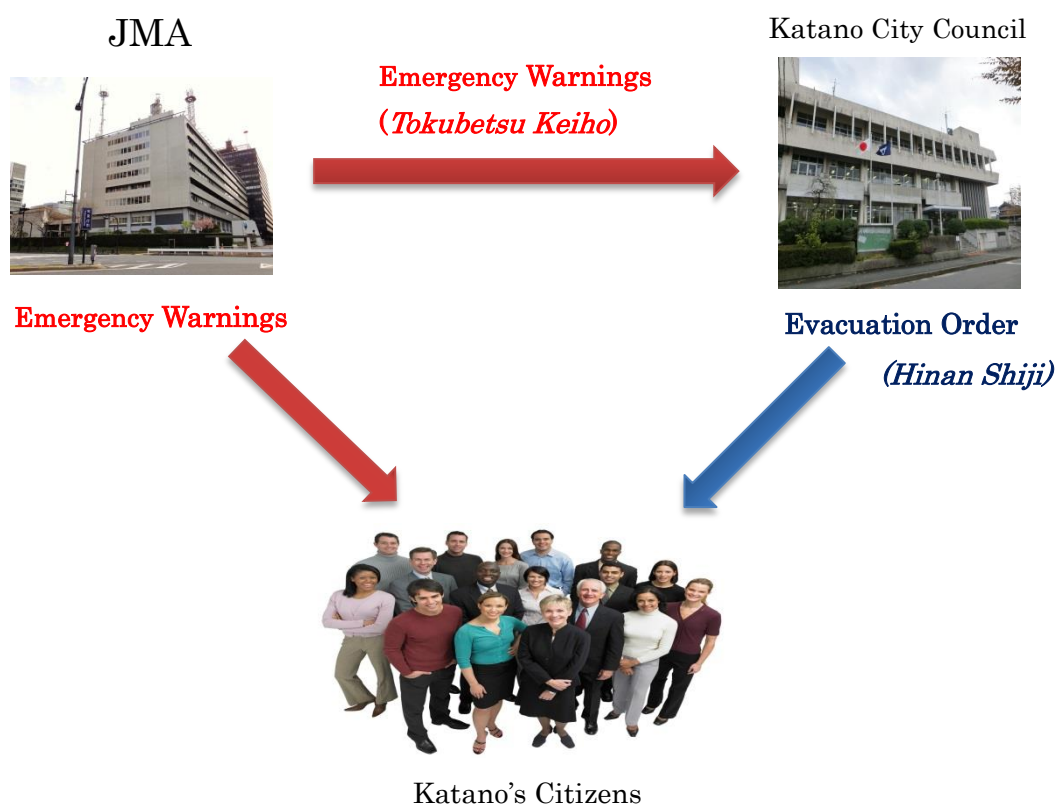 JMA
Katano City Council
Emergency Warnings
(Tokubetsu Keiho)
Emergency Warnings
Evacuation Order
(Hinan Shiji)
Katano's Citizens